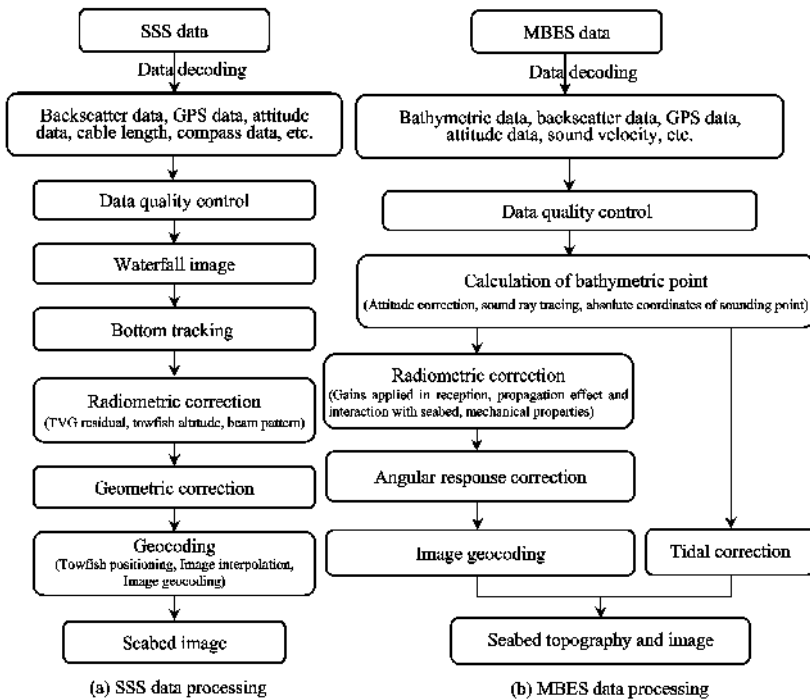 SSS data
Data decoding
Backscatter data, GPS data, attitude
data, cable length, compass data, etc.
Data quality control
Waterfall image
Bottom tracking
Radiometric correction
(TVG residual, towfish altitude, beam pattern)
Geometric correction
Geocoding
(Towfish positioning, Image interpolation,
Image geocoding)
Seabed image
(a) SSS data processing
MBES data
Data decoding
Bathymetric data, backscatter data, GPS data,
attitude data, sound velocity, etc.
Data quality control
Calculation of bathymetric point
(Attitude correction, sound ray tracing, absolute coordinates of sounding point)
Radiometric correction
(Gains applied in reception, propagation effect and
interaction with seabed, mechanical properties)
Angular response correction
Image geocoding
Tidal correction
Seabed topography and image
(b) MBES data processing